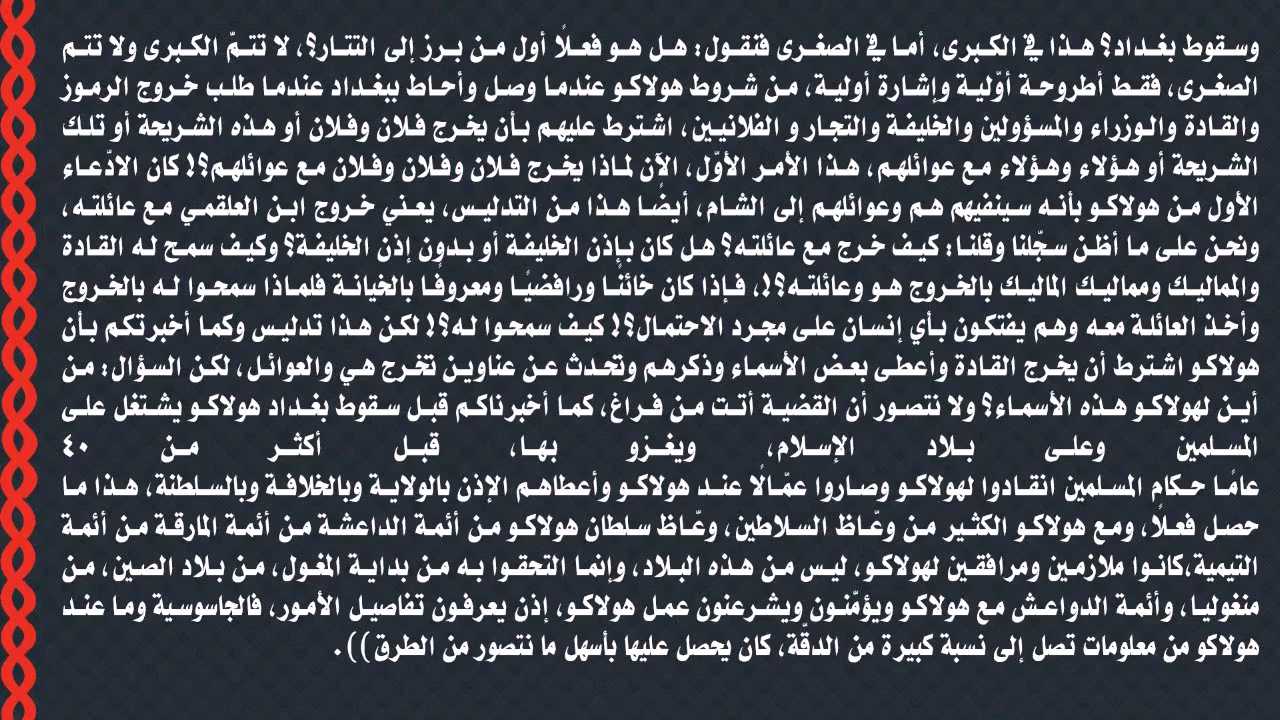 وسقوط بغداد؟ هذا في الكبرى، أما في الصغرى فنقول: هل هو فعلًا أول من برز إلى التتار؟، لا تتمّ الكبرى ولا تتم
الصغرى، فقط أطروحة أوّلية وإشارة أولية، من شروط هولاكو عندما وصل وأحاط ببغداد عندما طلب خروج الرموز
والقادة والوزراء والمسؤولين والخليفة والتجار و الفلانيين، اشترط عليهم بأن يخرج فلان وفلان أو هذه الشريحة أو تلك
الشريحة أو هؤلاء وهؤلاء مع عوائلهم، هذا الأمر الأوّل، الآن لماذا يخرج فلان وفلان وفلان مع عوائلهم؟! كان الادّعاء
الأول من هولاكو بأنه سينفيهم هم وعوائلهم إلى الشام، أيضًا هذا من التدليس، يعني خروج ابن العلقمي مع عائلته،
ونحن على ما أظن سجّلنا وقلنا: كيف خرج مع عائلته؟ هل كان بإذن الخليفة أو بدون إذن الخليفة؟ وكيف سمح له القادة
والمماليك ومماليك الماليك بالخروج هو وعائلته؟!، فإذا كان خائنًا ورافضيًا ومعروفًا بالخيانة فلماذا سمحوا له بالخروج
وأخذ العائلة معه وهم يفتكون بأي إنسان على مجرد الاحتمال؟! كيف سمحوا له؟! لكن هذا تدليس وكما أخبرتكم بأن
هولاكو اشترط أن يخرج القادة وأعطى بعض الأسماء وذكرهم وتحدث عن عناوين تخرج هي والعوائل، لكن السؤال: من
أين لهولاكو هذه الأسماء؟ ولا نتصور أن القضية أتت من فراغ، كما أخبرناكم قبل سقوط بغداد هولاكو يشتغل على
المسلمين وعلى بلاد الإسلام، ويغزو بها، قبل أكثر من ٤٠
عامًا حكام المسلمين انقادوا لهولاكو وصاروا عمّالًا عند هولاكو وأعطاهم الإذن بالولاية وبالخلافة وبالسلطنة، هذا ما
حصل فعلًا، ومع هولاكو الكثير من وعّاظ السلاطين، وعّاظ سلطان هولاكو من أئمة الداعشة من أئمة المارقة من أئمة
التيمية،كانوا ملازمين ومرافقين لهولاكو، ليس من هذه البلاد، وإنما التحقوا به من بداية المغول، من بلاد الصين، من
منغوليا، وأئمة الدواعش مع هولاكو ويؤمّنون ويشرعنون عمل هولاكو، إذن يعرفون تفاصيل الأمور، فالجاسوسية وما عند
هولاكو من معلومات تصل إلى نسبة كبيرة من الدقّة، كان يحصل عليها بأسهل ما نتصور من الطرق)).